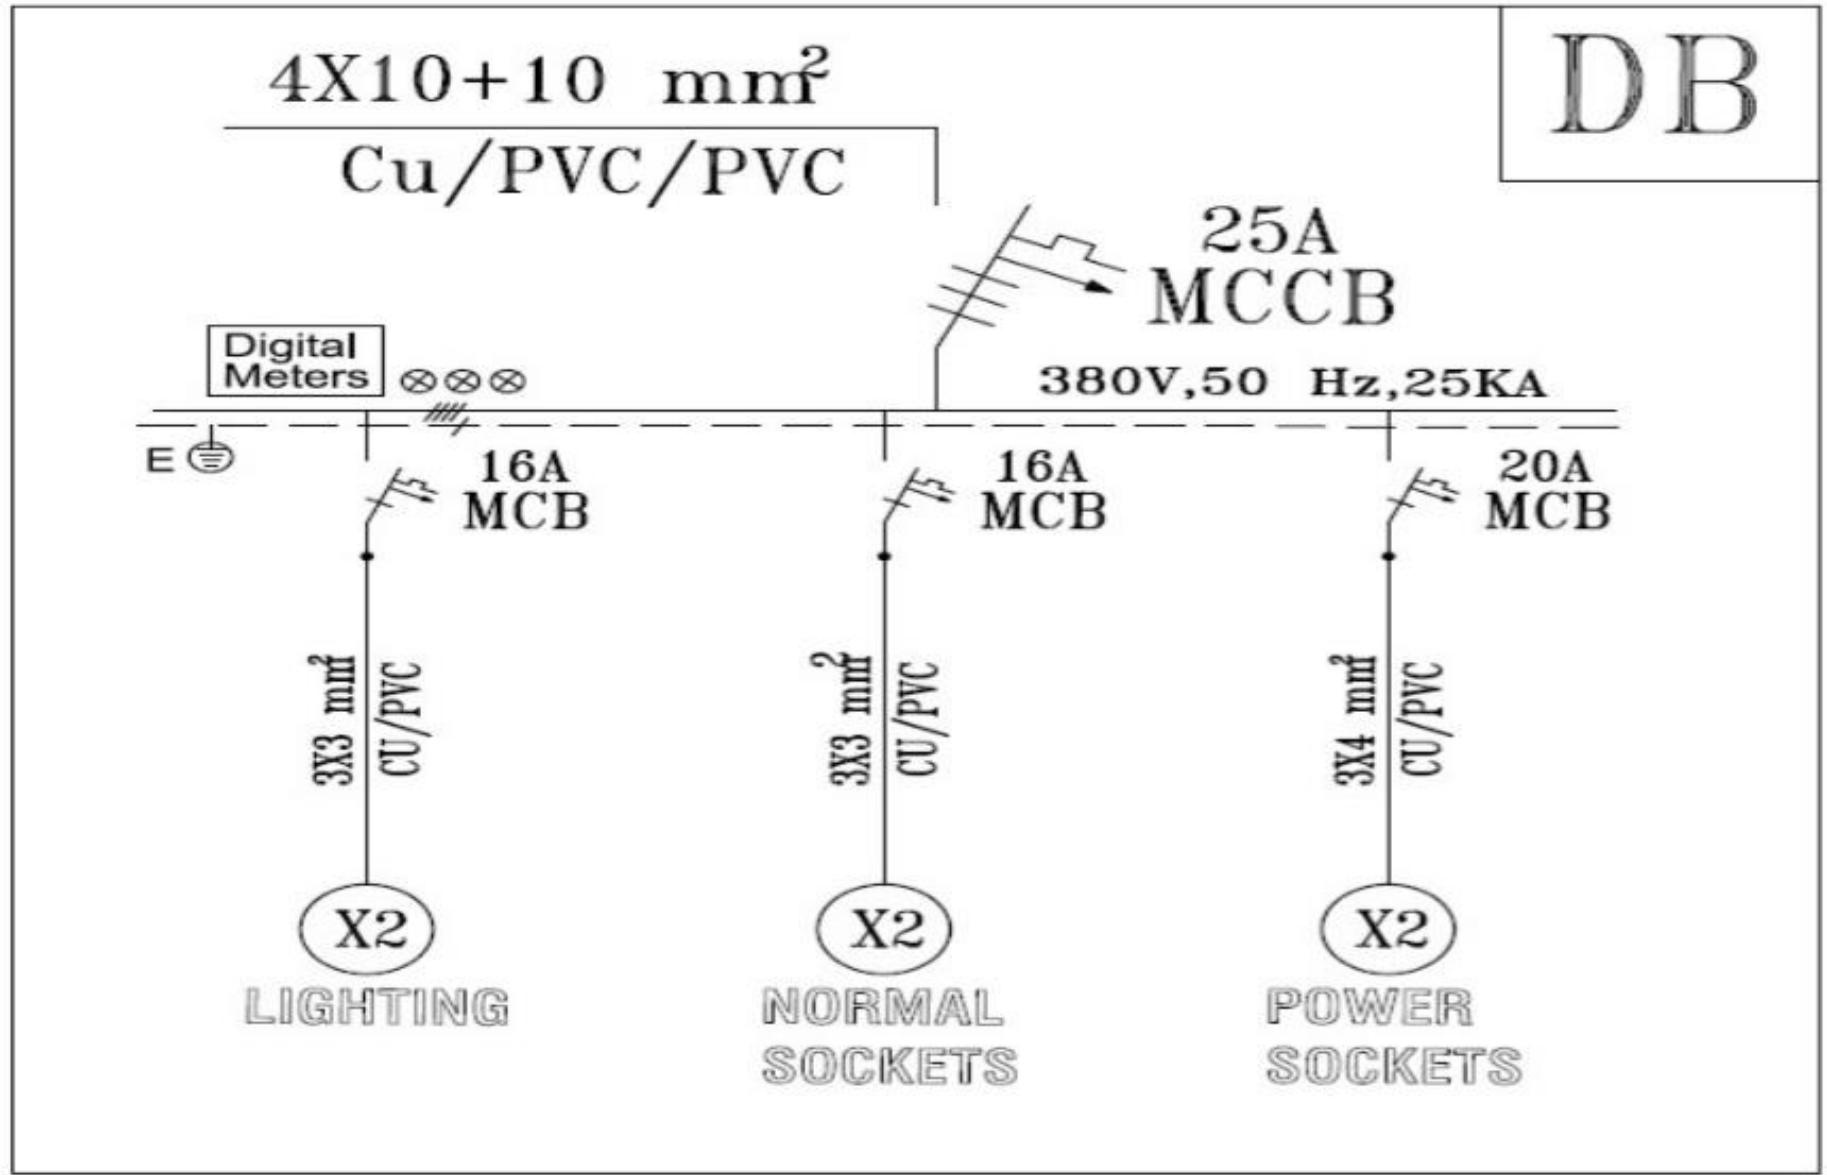 4X10+10 mm²
Cu/PVC/PVC
DB
25A
MCCB
Digital
Meters
380V,50 Hz,25KA
E
16A
MCB
16A
MCB
20A
MCB
3X3 mm²
CU/PVC
3X3 mm²
CU/PVC
3X4 mm²
CU/PVC
X2
X2
X2
LIGHTING
NORMAL
SOCKETS
POWER
SOCKETS